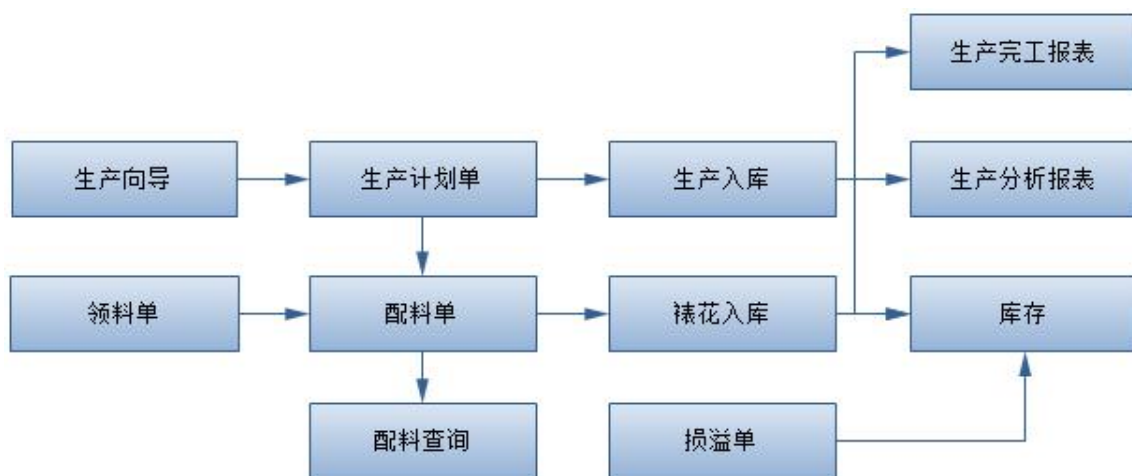 生产完工报表
生产向导
生产计划单
生产入库
生产分析报表
领料单
配料单
裱花入库
库存
配料查询
损溢单